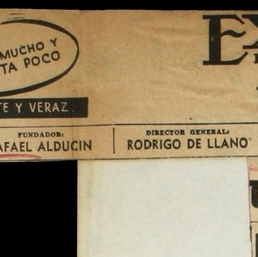 MUCHO Y
TA POCO
TE Y VERAZ.
FUNDADOR:
AFAEL ALDUCIN
DIRECTOR GENERAL:
RODRIGO DE LLANO